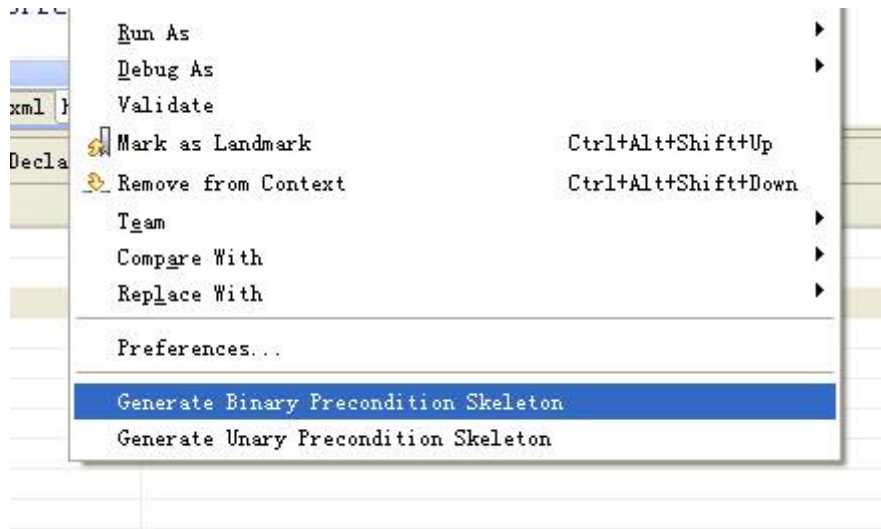 Run As
Debug As
xml
Validate
Mark as Landmark Ctrl+Alt+Shift+Up
Decla
Remove from Context Ctrl+Alt+Shift+Down
Team
Compare With
Replace With
Preferences...
Generate Binary Precondition Skeleton
Generate Unary Precondition Skeleton